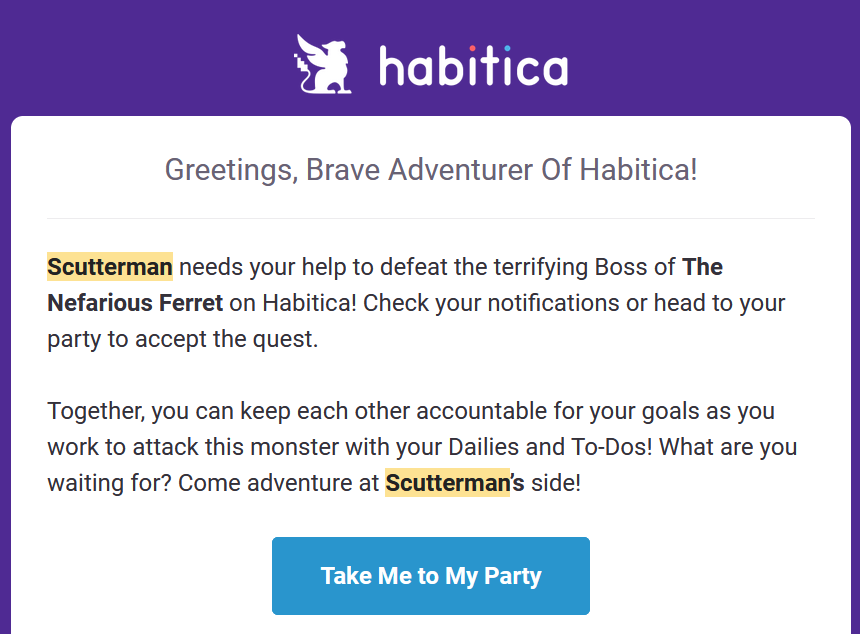 habitica
Greetings, Brave Adventurer Of Habitica!
Scutterman needs your help to defeat the terrifying Boss of The
Nefarious Ferret on Habitica! Check your notifications or head to your
party to accept the quest.
Together, you can keep each other accountable for your goals as you
work to attack this monster with your Dailies and To-Dos! What are you
waiting for? Come adventure at Scutterman’s side!
Take Me to My Party